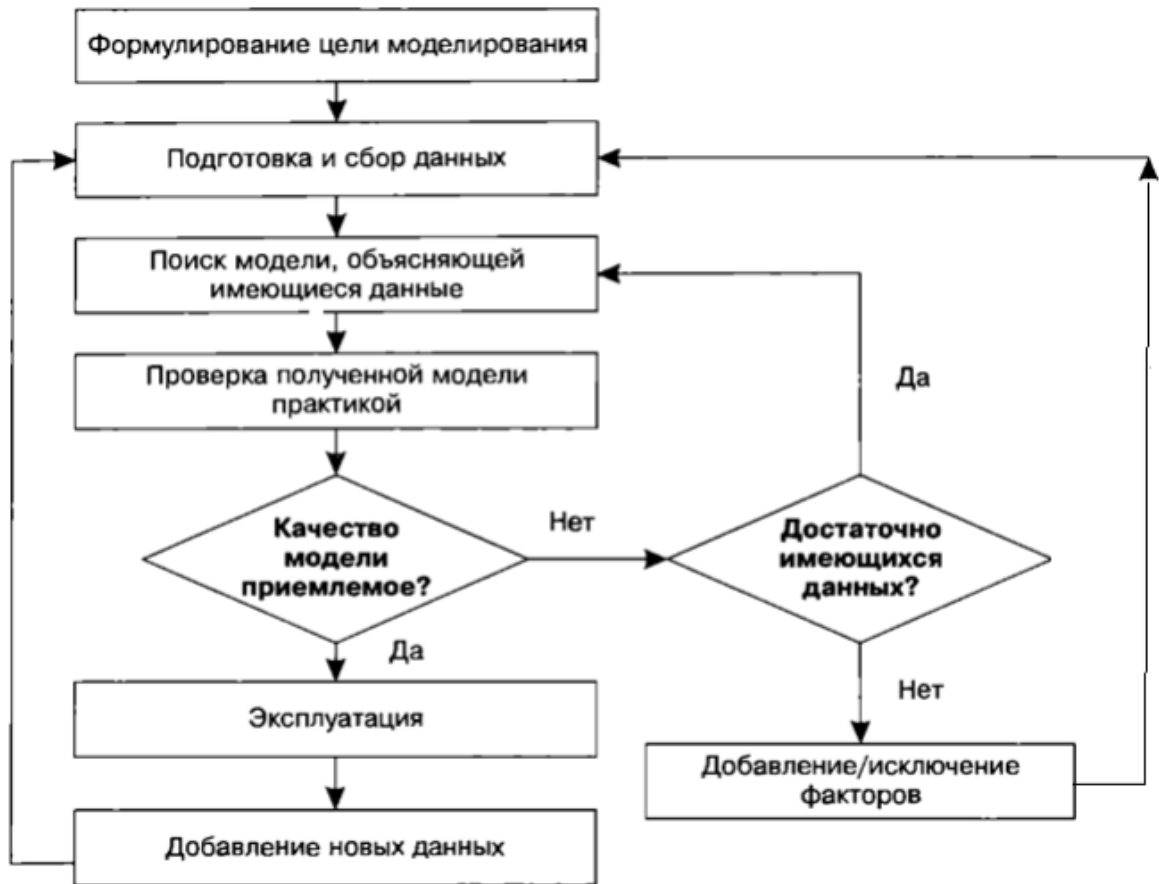 Формулирование цели моделирования
Подготовка и сбор данных
Поиск модели, объясняющей
имеющиеся данные
Проверка полученной модели
практикой
Да
Качество
модели
приемлемое?
Нет
Достаточно
имеющихся
данных?
Да
Нет
Эксплуатация
Добавление/исключение
факторов
Добавление новых данных